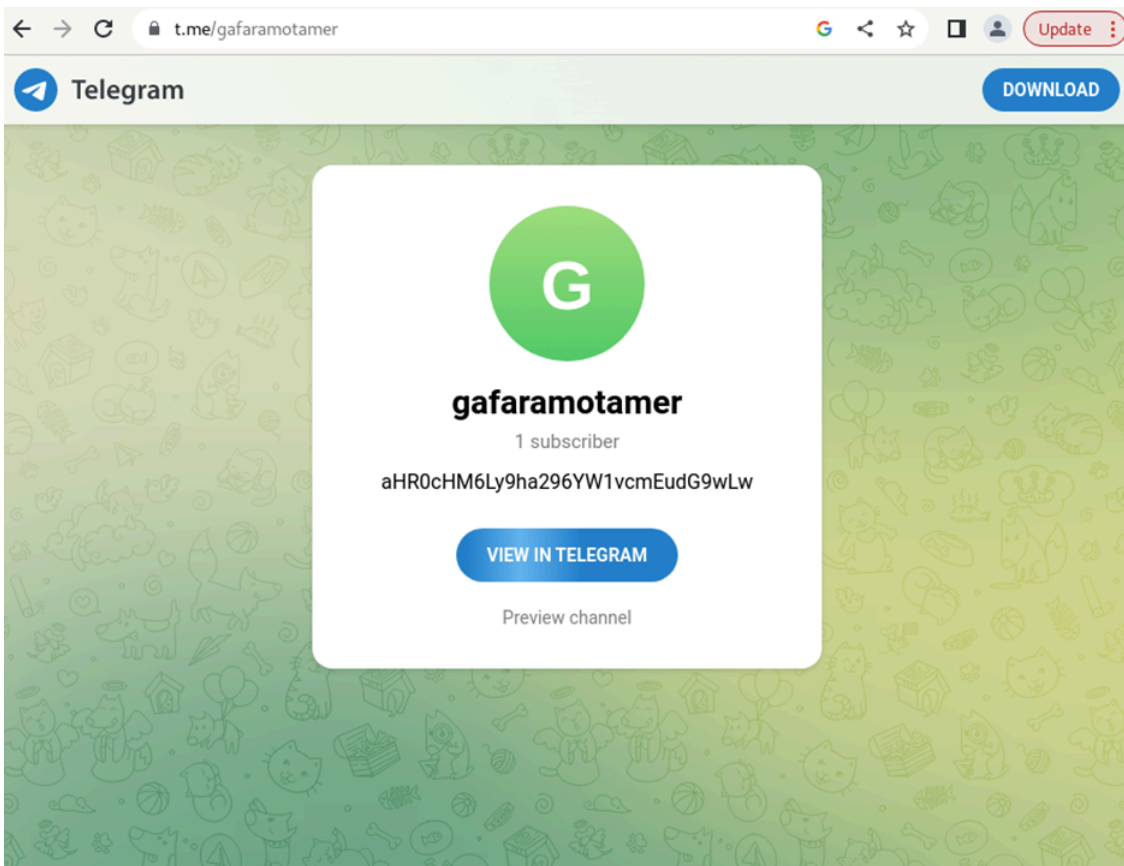 t.me/gafaramotamer
Update
Telegram
DOWNLOAD
G
gafaramotamer
1 subscriber
aHR0cHM6Ly9ha296YW1vcmEudG9wLw
VIEW IN TELEGRAM
Preview channel